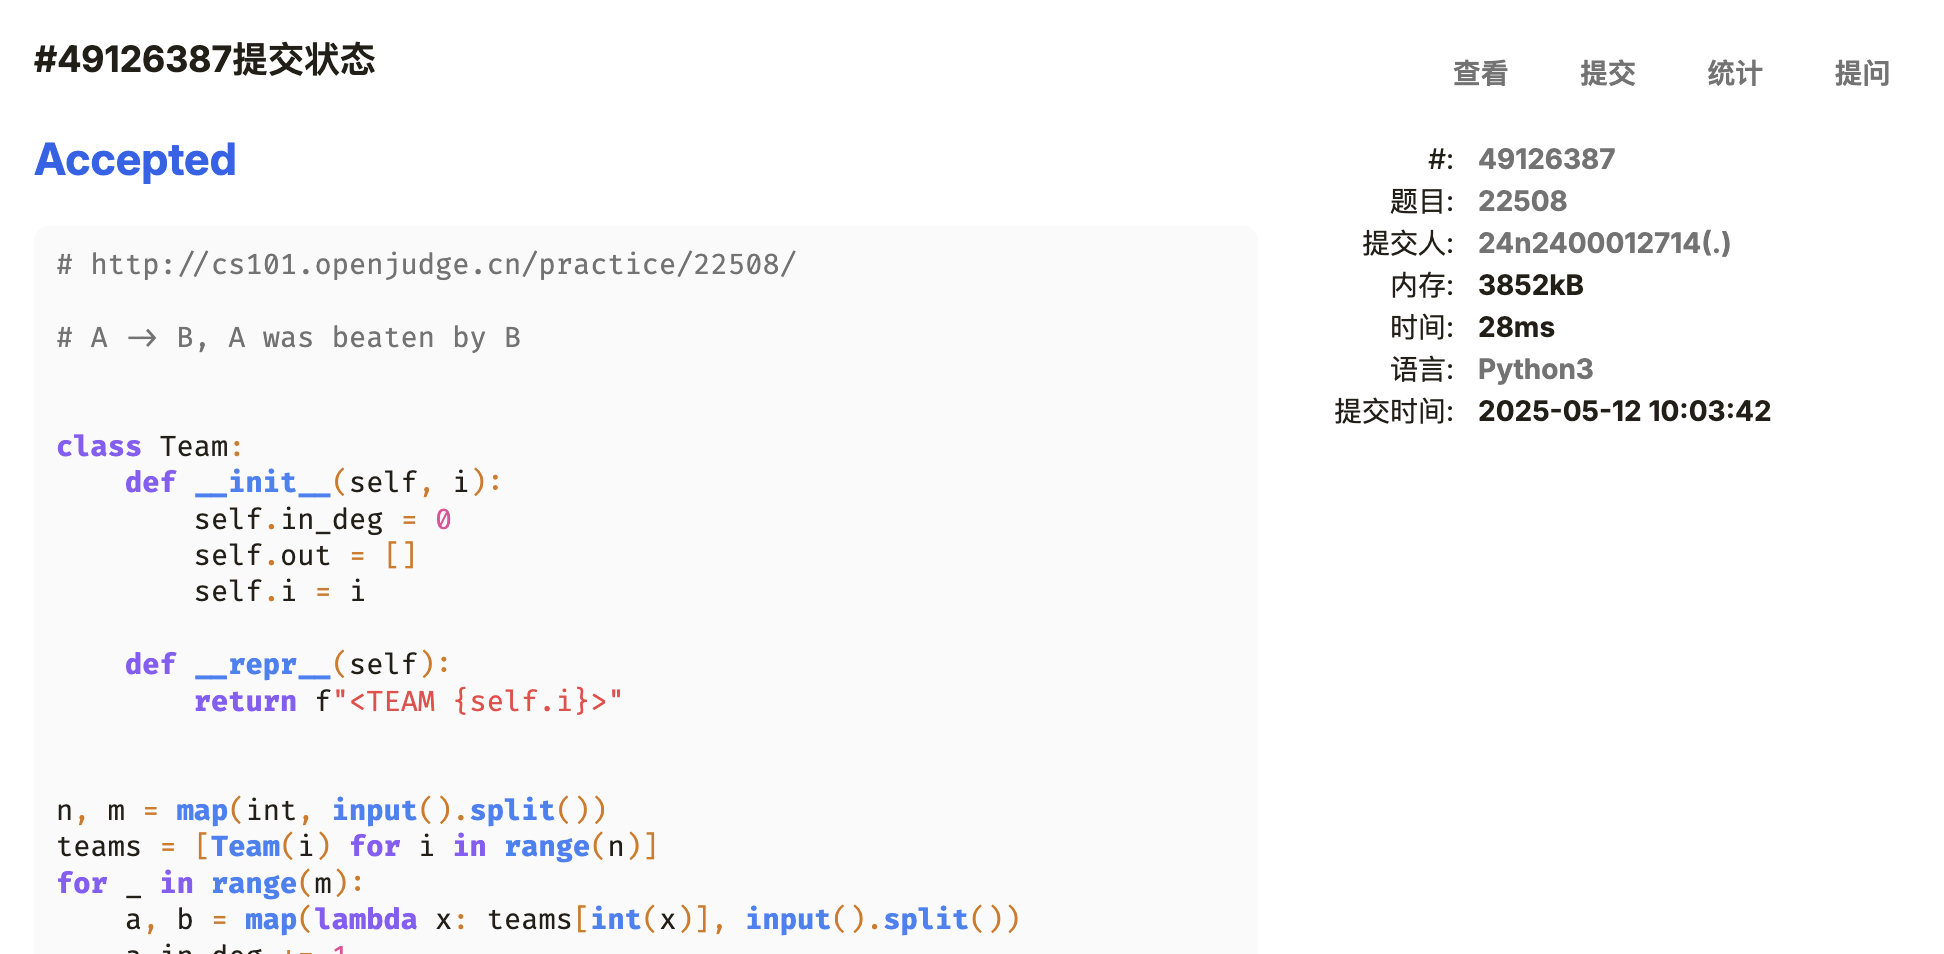 #49126387提交状态
查看 提交 统计 提问
Accepted
#: 49126387
题目: 22508
提交人: 24n2400012714(.)
内存: 3852kB
时间: 28ms
语言: Python3
提交时间: 2025-05-12 10:03:42
# http://cs101.openjudge.cn/practice/22508/
# A -> B, A was beaten by B
class Team:
    def __init__(self, i):
        self.in_deg = 0
        self.out = []
        self.i = i
    def __repr__(self):
        return f"<TEAM {self.i}>"
n, m = map(int, input().split())
teams = [Team(i) for i in range(n)]
for _ in range(m):
    a, b = map(lambda x: teams[int(x)], input().split())
    a.in_deg += 1